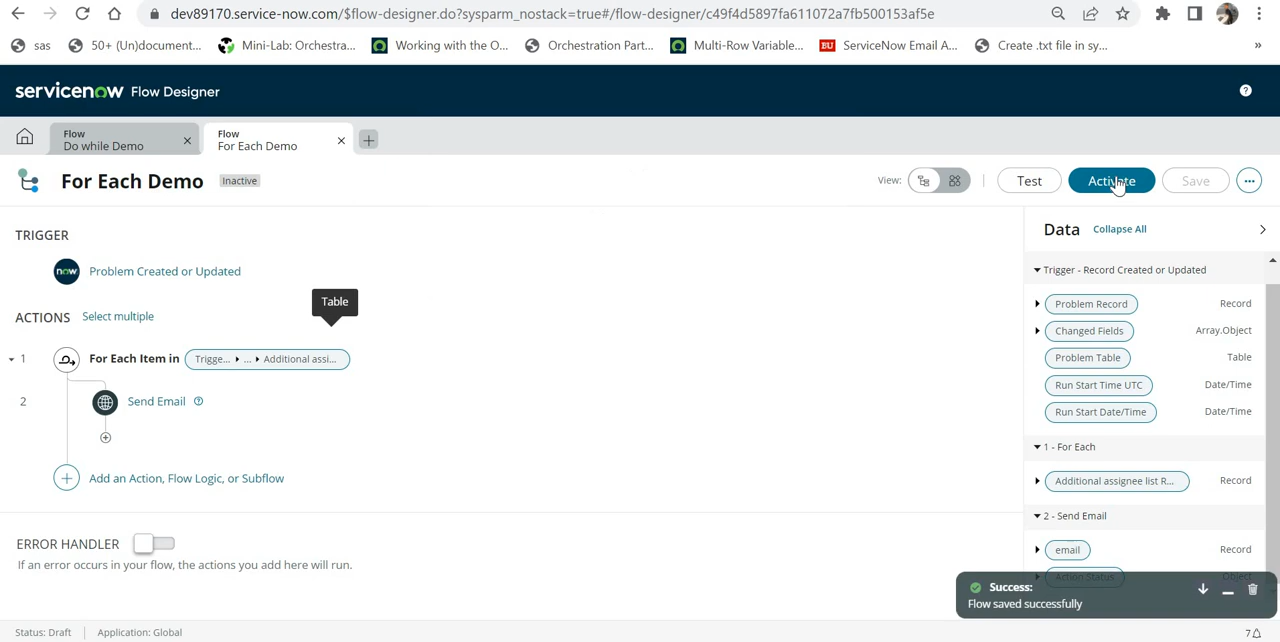 dev89170.service-now.com/$flow-designer.do?sysparm_nostack=true#/flow-designer/c49f4d5897fa611072a7fb500153af5e
sas
50+ (Un)document...
Mini-Lab: Orchestra...
Working with the O...
Orchestration Part...
Multi-Row Variable...
BU
ServiceNow Email A...
Create .txt file in sy...
»
servicenow Flow Designer
?
Flow
Do while Demo
Flow
For Each Demo
For Each Demo
Inactive
View:
Test
Activate
Save
TRIGGER
now
Problem Created or Updated
Table
ACTIONS
Select multiple
1
For Each Item in
Trigge... ▸ ... ▸ Additional assi...
2
Send Email
Add an Action, Flow Logic, or Subflow
ERROR HANDLER
If an error occurs in your flow, the actions you add here will run.
Data
Collapse All
Trigger - Record Created or Updated
Problem Record
Record
Changed Fields
Array.Object
Problem Table
Table
Run Start Time UTC
Date/Time
Run Start Date/Time
Date/Time
1 - For Each
Additional assignee list R...
Record
2 - Send Email
email
Record
Action Status
Object
Success:
Flow saved successfully
Status: Draft
Application: Global
7